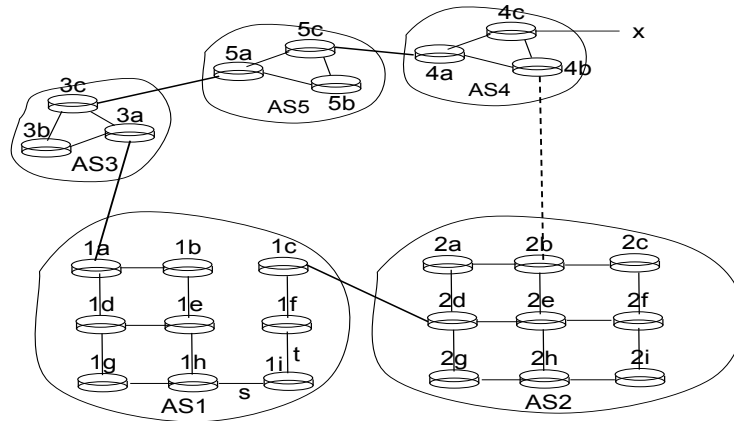 4c
x
5c
5a
4a
4b
AS4
3c
5b
AS5
3b
3a
AS3
1a
1b
1c
2a
2b
2c
1d
1e
1f
2d
2e
2f
1g
1h
1i
t
2g
2h
2i
s
AS1
AS2